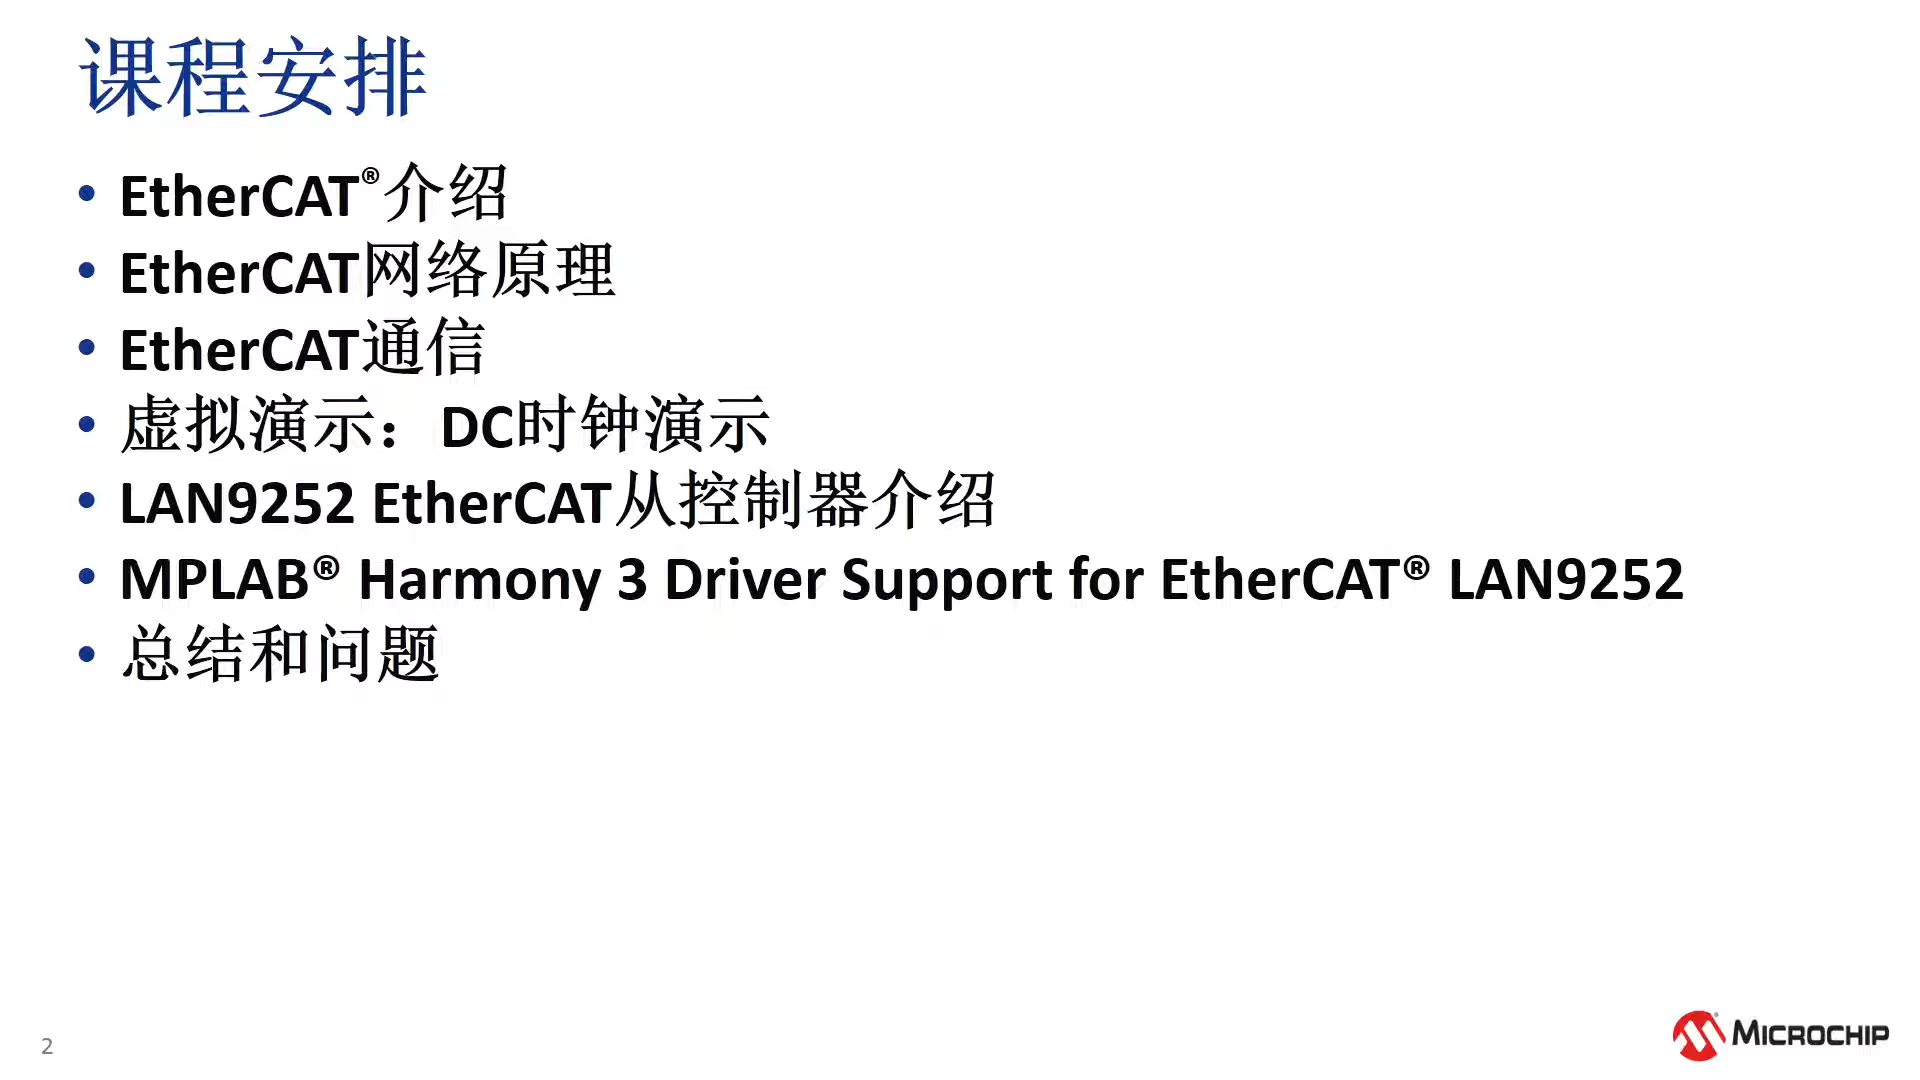 课程安排
• EtherCAT®介绍
• EtherCAT网络原理
• EtherCAT通信
• 虚拟演示：DC时钟演示
• LAN9252 EtherCAT从控制器介绍
• MPLAB® Harmony 3 Driver Support for EtherCAT® LAN9252
• 总结和问题
2
MICROCHIP